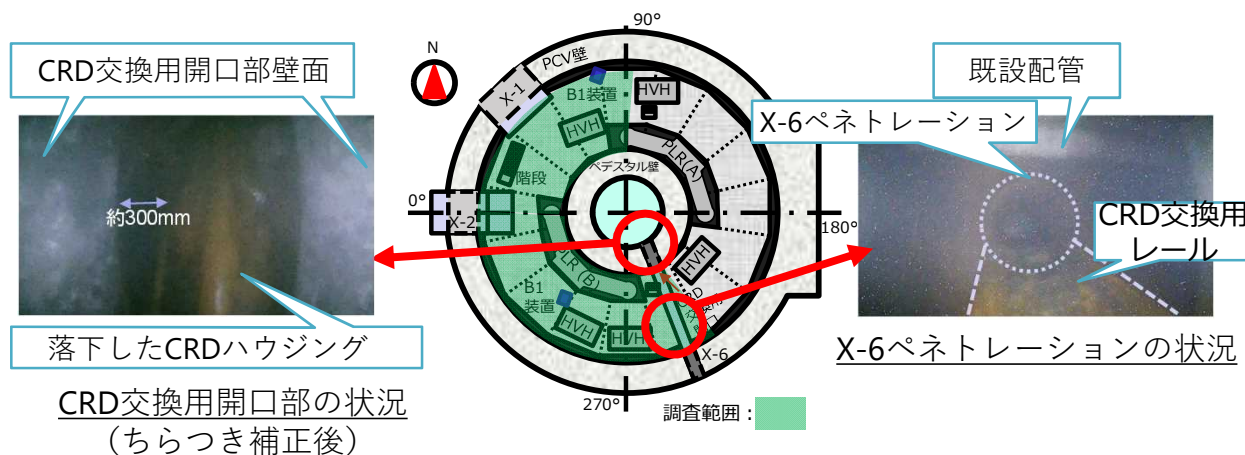 CRD交換用開口部壁面
約300mm
落下したCRDハウジング
CRD交換用開口部の状況
（ちらつき補正後）
N
90°
PCV壁
X-1
B1装置
HVH
HVH
PLR(A)
ペデスタル壁
階段
0°
X-2
180°
PLR(B)
HVH
B1
装置
HVH
HVH
CRD
X-6
270°
調査範囲：
既設配管
X-6ペネトレーション
CRD交換用
レール
X-6ペネトレーションの状況